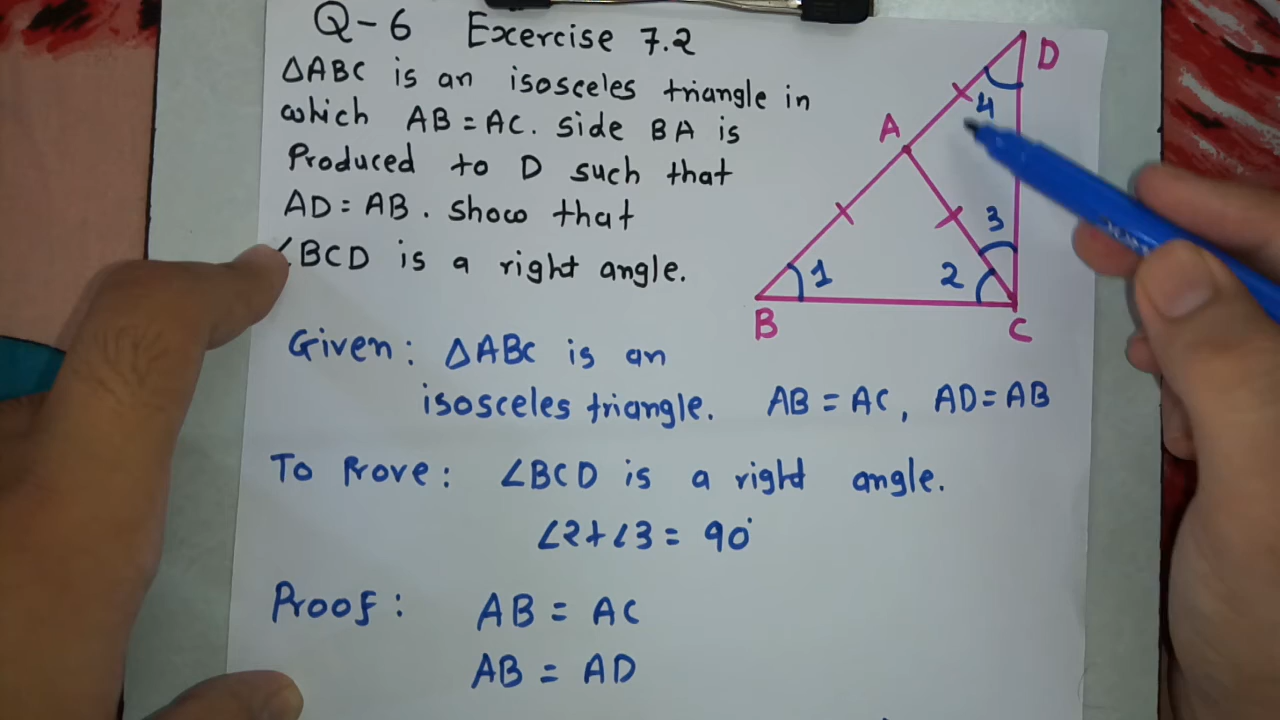 Q-6 Exercise 7.2
△ABC is an isosceles triangle in
which AB = AC. side BA is
Produced to D such that
AD = AB. show that
∠BCD is a right angle.
D
4
A
3
1
2
B
C
Given: △ABC is an
isosceles triangle. AB = AC, AD = AB
To Prove: ∠BCD is a right angle.
∠2+∠3 = 90°
Proof: AB = AC
AB = AD